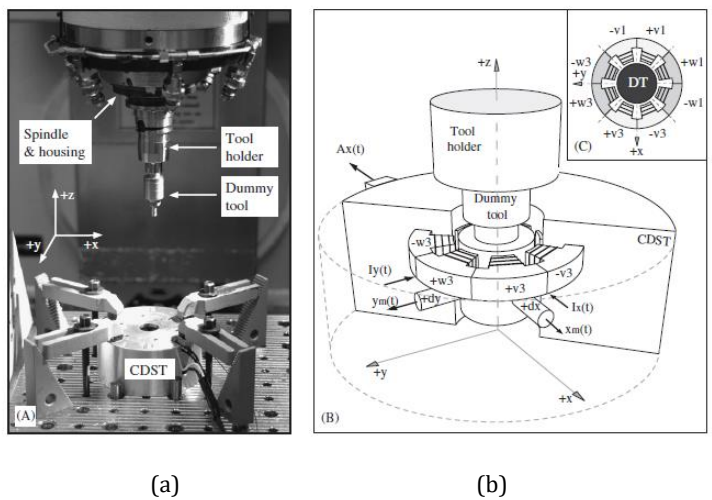 Spindle
& housing
Tool
holder
Dummy
tool
+z
+x
+y
CDST
(A)
+z
Tool
holder
Ax(t)
Dummy
tool
CDST
-w3
+w3
+v3
-v3
Iy(t)
Ix(t)
ym(t)
+dy
+dx
xm(t)
+y
+x
(B)
-v1
+v1
-w3
+w1
+y
DT
+w3
-w1
+v3
-v3
(C)
+x
(a)
(b)